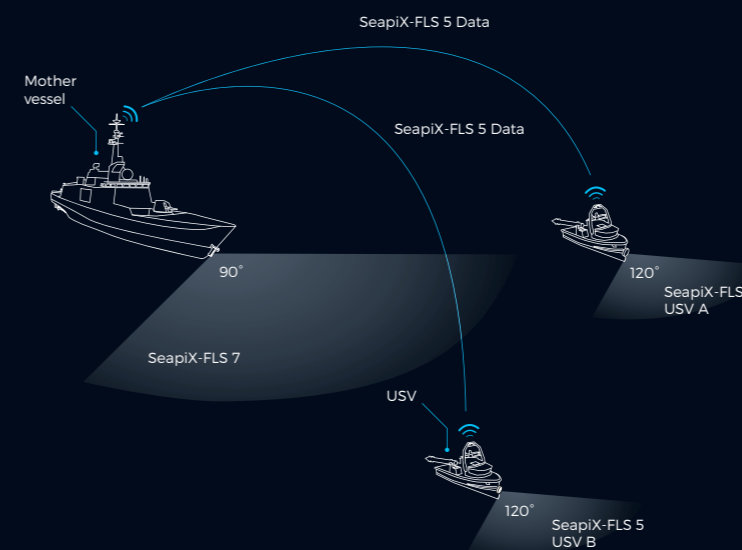 SeapiX-FLS 5 Data
Mother
vessel
SeapiX-FLS 5 Data
90°
120°
SeapiX-FLS
USV A
SeapiX-FLS 7
USV
120°
SeapiX-FLS 5
USV B